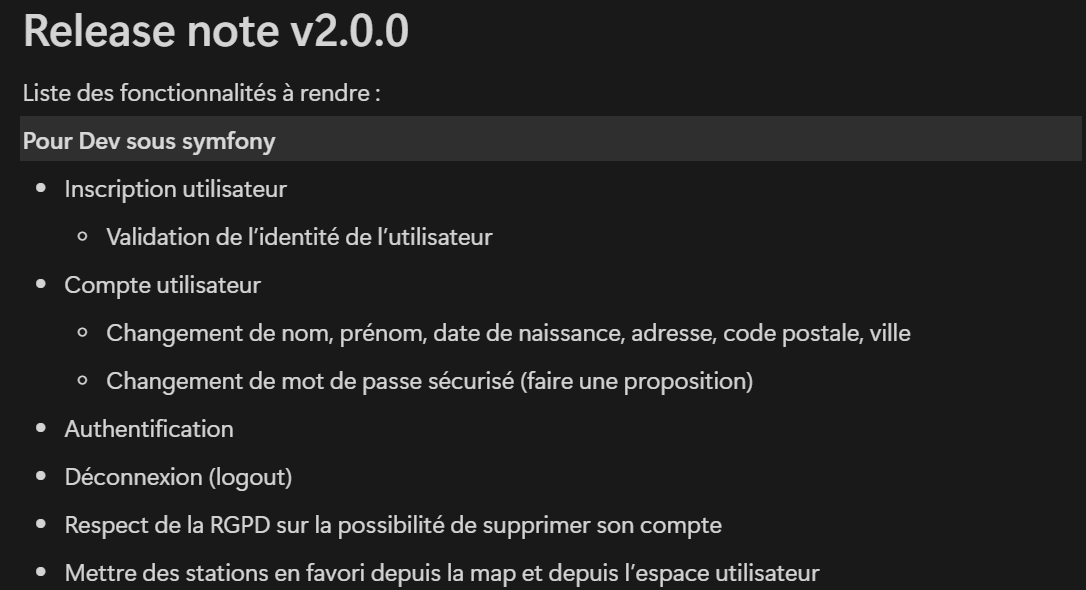 Release note v2.0.0
Liste des fonctionnalités à rendre :
Pour Dev sous symfony
Inscription utilisateur
Validation de l’identité de l’utilisateur
Compte utilisateur
Changement de nom, prénom, date de naissance, adresse, code postale, ville
Changement de mot de passe sécurisé (faire une proposition)
Authentification
Déconnexion (logout)
Respect de la RGPD sur la possibilité de supprimer son compte
Mettre des stations en favori depuis la map et depuis l’espace utilisateur